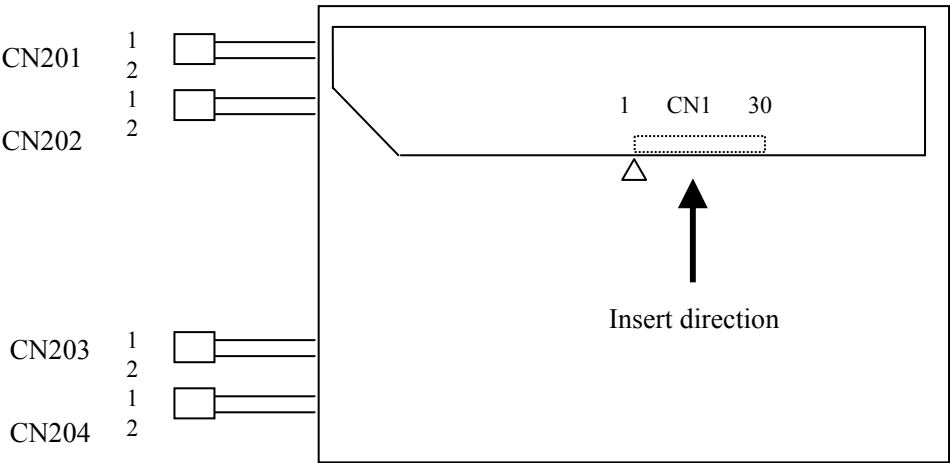 CN201 1
2
1
CN202 2
1 CN1 30
Insert direction
CN203 1
2
1
CN204 2